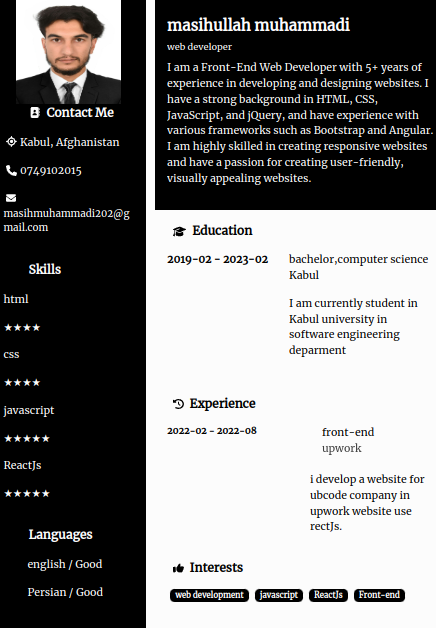 Contact Me
Kabul, Afghanistan
0749102015
masihmuhammadi202@g
mail.com
Skills
html
★★★★
css
★★★★
javascript
★★★★★
ReactJs
★★★★★
Languages
english / Good
Persian / Good
masihullah muhammadi
web developer
I am a Front-End Web Developer with 5+ years of
experience in developing and designing websites. I
have a strong background in HTML, CSS,
JavaScript, and jQuery, and have experience with
various frameworks such as Bootstrap and Angular.
I am highly skilled in creating responsive websites
and have a passion for creating user-friendly,
visually appealing websites.
Education
2019-02 - 2023-02
bachelor,computer science
Kabul
I am currently student in
Kabul university in
software engineering
deparment
Experience
2022-02 - 2022-08
front-end
upwork
i develop a website for
ubcode company in
upwork website use
rectJs.
Interests
web development javascript ReactJs Front-end